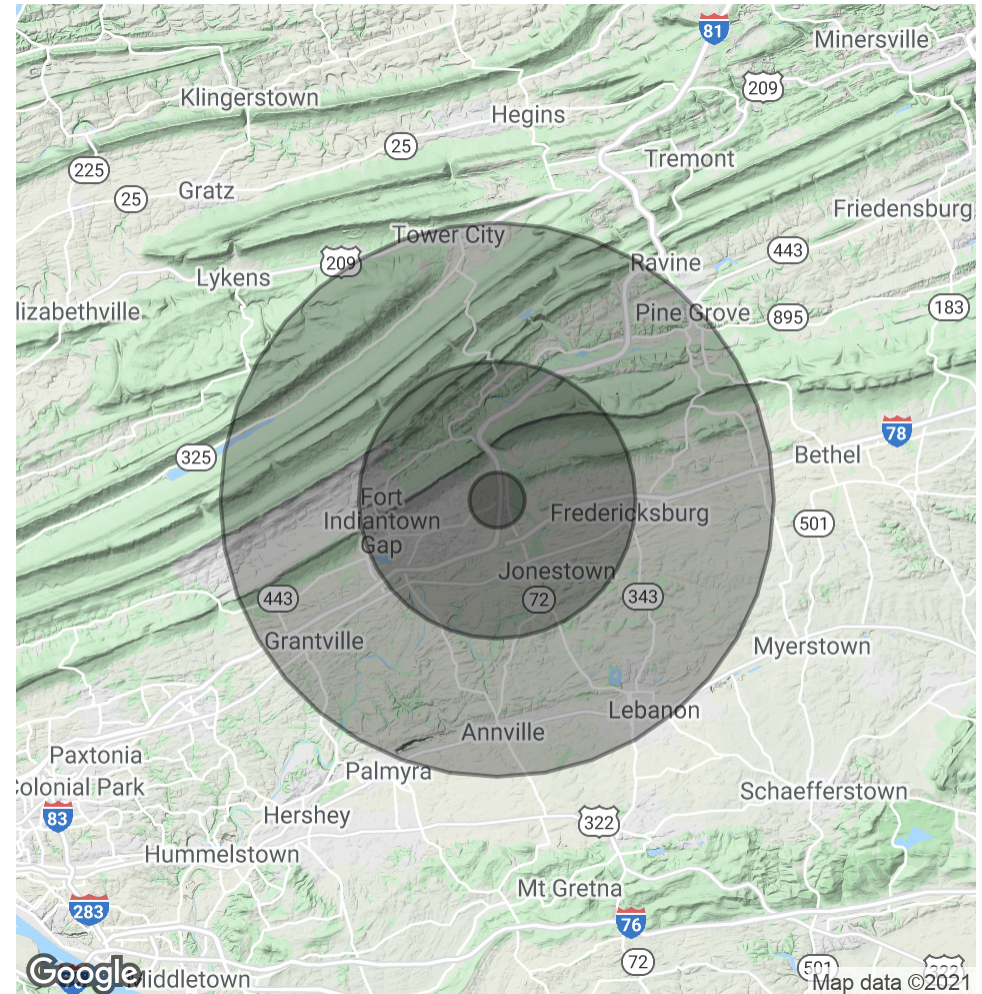 81
Minersville
209
Klingerstown
Hegins
25
Tremont
225
25
Gratz
Friedensburg
Tower City
443
209
Ravine
Lykens
lizabethville
Pine Grove
895
183
78
325
Bethel
Fort
Indiantown
Gap
Fredericksburg
501
Jonestown
443
72
343
Grantville
Myerstown
Lebanon
Annville
Paxtonia
Palmyra
Colonial Park
Schaefferstown
83
Hershey
322
Hummelstown
Mt Gretna
283
76
72
501
322
Google
Middletown
Map data ©2021